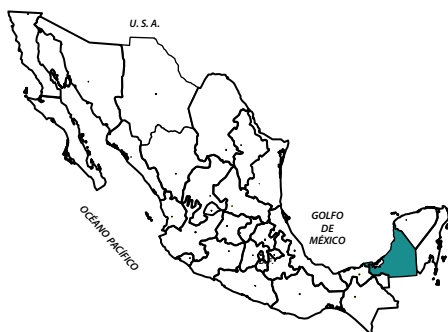 U. S. A.
OCÉANO PACÍFICO
GOLFO
DE
MÉXICO